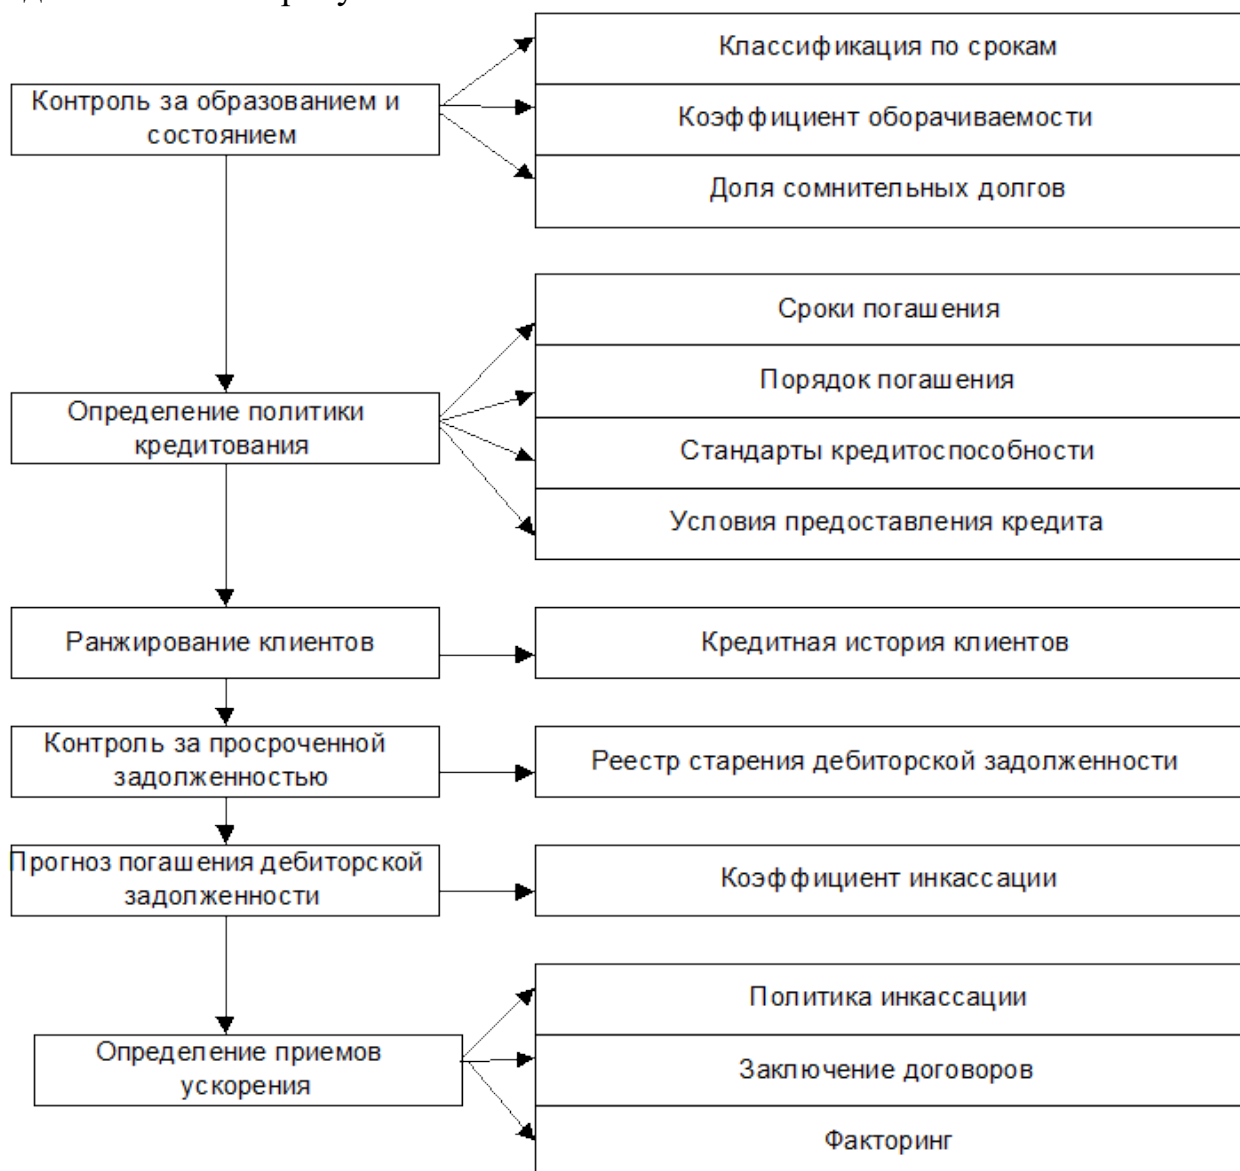 Классификация по срокам
Контроль за образованием и
состоянием
Коэффициент оборачиваемости
Доля сомнительных долгов
Сроки погашения
Порядок погашения
Определение политики
кредитования
Стандарты кредитоспособности
Условия предоставления кредита
Ранжирование клиентов
Кредитная история клиентов
Контроль за просроченной
задолженностью
Реестр старения дебиторской задолженности
Прогноз погашения дебиторской
задолженности
Коэффициент инкассации
Политика инкассации
Определение приемов
ускорения
Заключение договоров
Факторинг